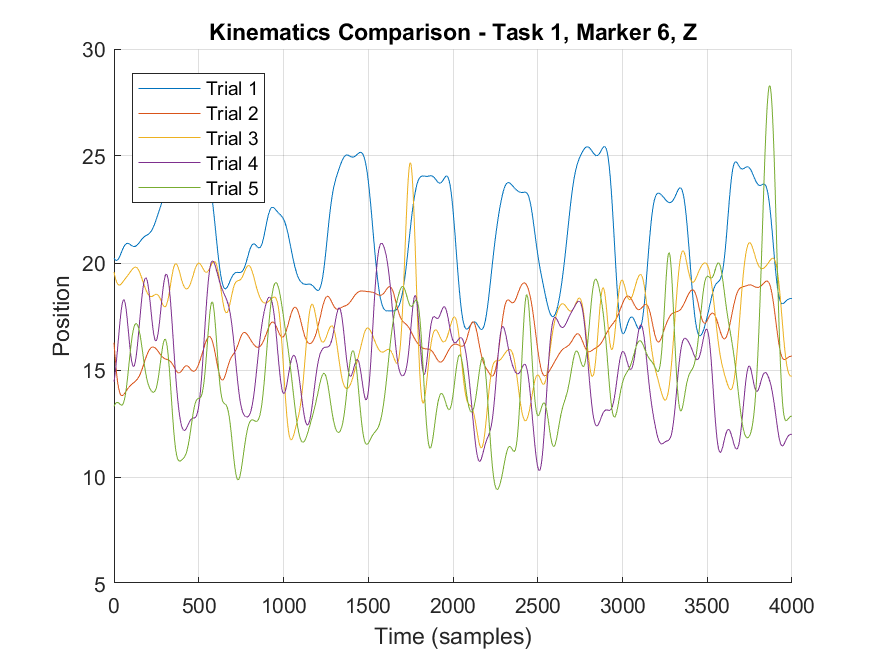 Kinematics Comparison - Task 1, Marker 6, Z
30
25
20
15
10
5
Position
Trial 1
Trial 2
Trial 3
Trial 4
Trial 5
0 500 1000 1500 2000 2500 3000 3500 4000
Time (samples)